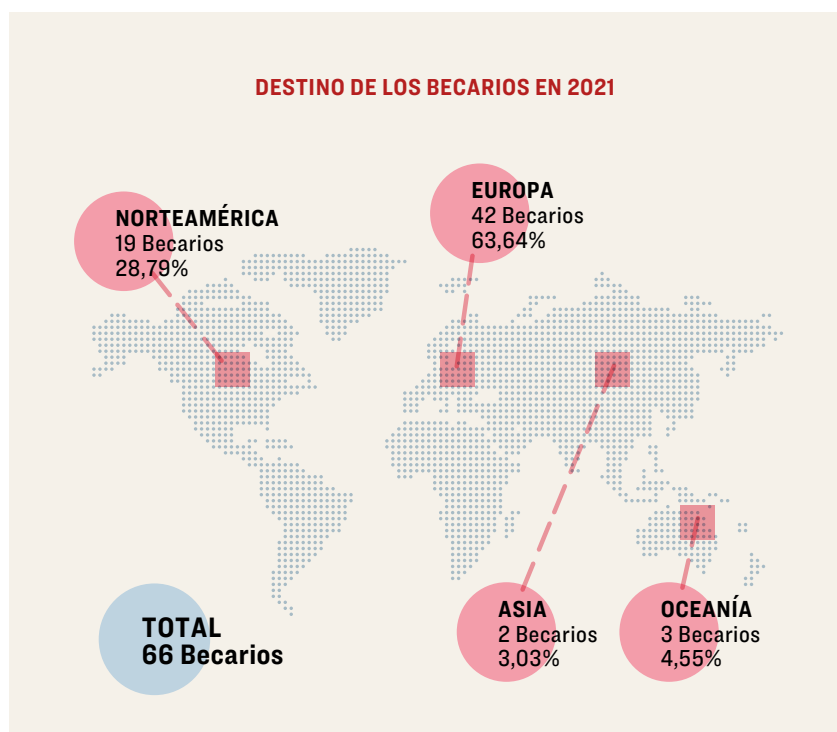 DESTINO DE LOS BECARIOS EN 2021
NORTEAMÉRICA
19 Becarios
28,79%
EUROPA
42 Becarios
63,64%
TOTAL
66 Becarios
ASIA
2 Becarios
3,03%
OCEANÍA
3 Becarios
4,55%